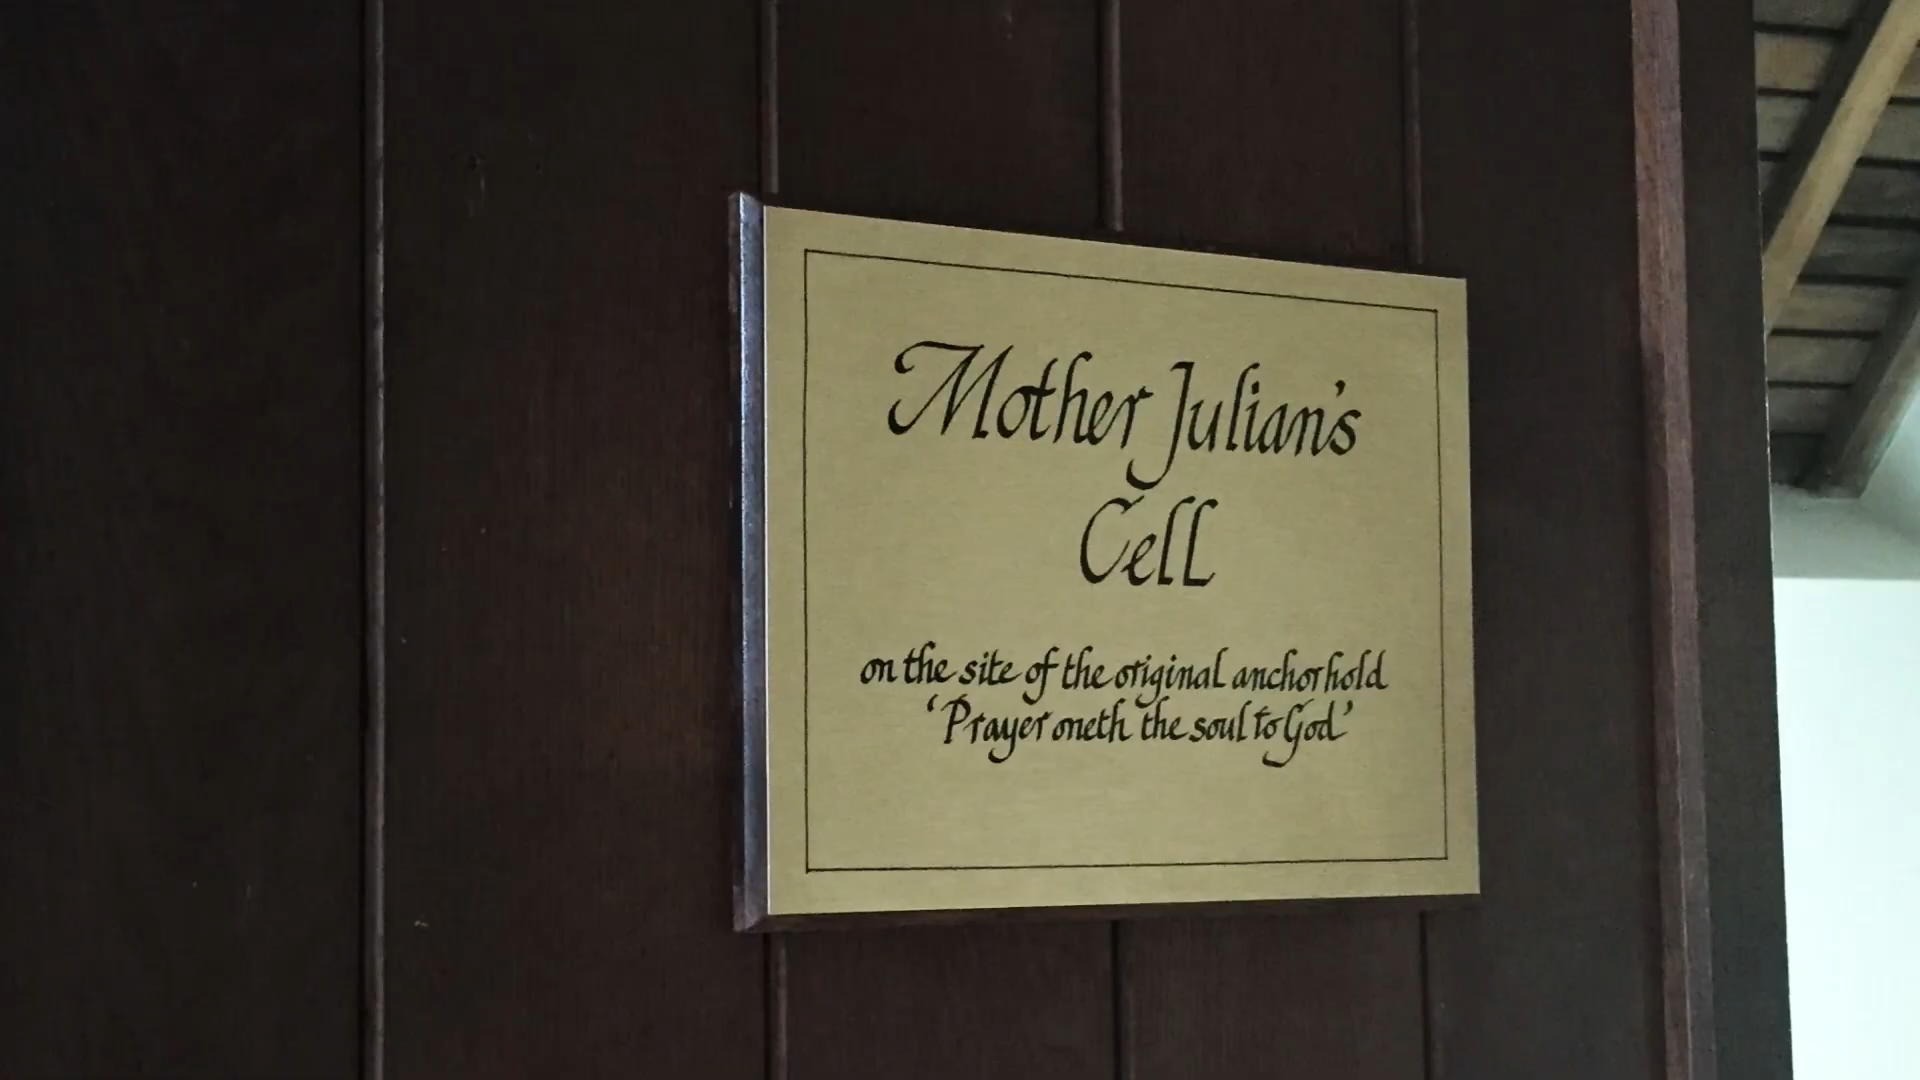 Mother Julian's
Cell
on the site of the original anchorhold
'Prayer oneth the soul to God'